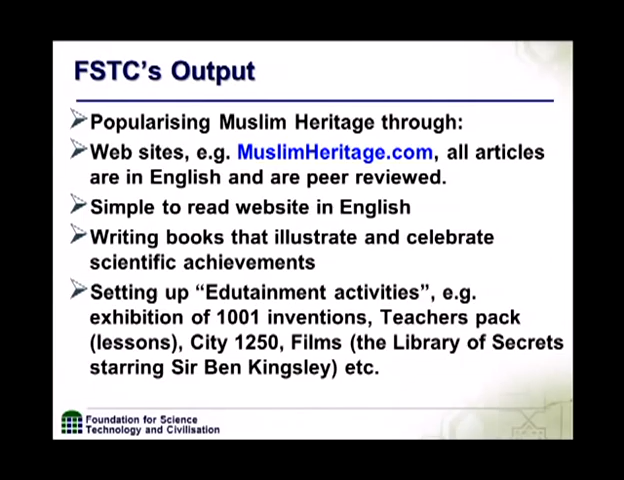 FSTC's Output
Popularising Muslim Heritage through:
Web sites, e.g. MuslimHeritage.com, all articles
are in English and are peer reviewed.
Simple to read website in English
Writing books that illustrate and celebrate
scientific achievements
Setting up “Edutainment activities”, e.g.
exhibition of 1001 inventions, Teachers pack
(lessons), City 1250, Films (the Library of Secrets
starring Sir Ben Kingsley) etc.
Foundation for Science
Technology and Civilisation